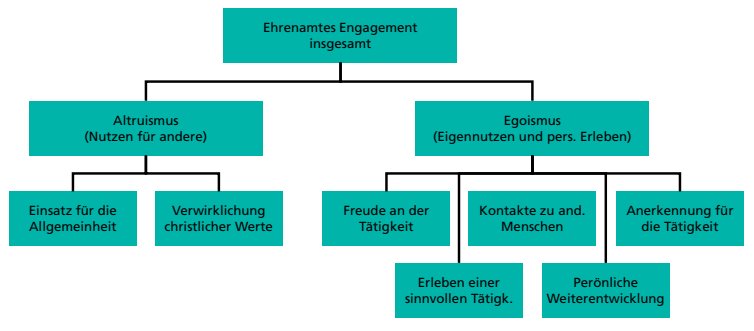 Ehrenamtes Engagement
insgesamt
Altruismus
(Nutzen für andere)
Egoismus
(Eigennutzen und pers. Erleben)
Einsatz für die
Allgemeinheit
Verwirklichung
christlicher Werte
Freude an der
Tätigkeit
Kontakte zu and.
Menschen
Anerkennung für
die Tätigkeit
Erleben einer
sinnvollen Tätigk.
Perönliche
Weiterentwicklung